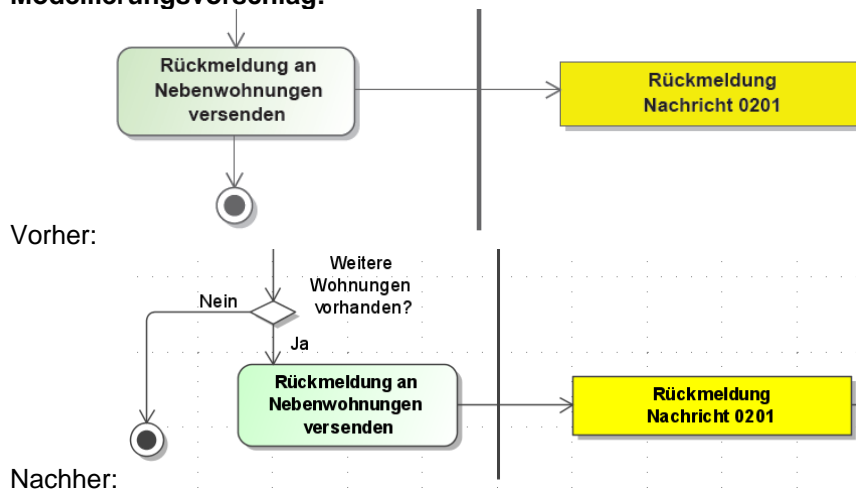 Modellierungsvorschlag:
Rückmeldung an
Nebenwohnungen
versenden
Rückmeldung
Nachricht 0201
Vorher:
Weitere
Wohnungen
vorhanden?
Nein
Ja
Rückmeldung an
Nebenwohnungen
versenden
Rückmeldung
Nachricht 0201
Nachher: